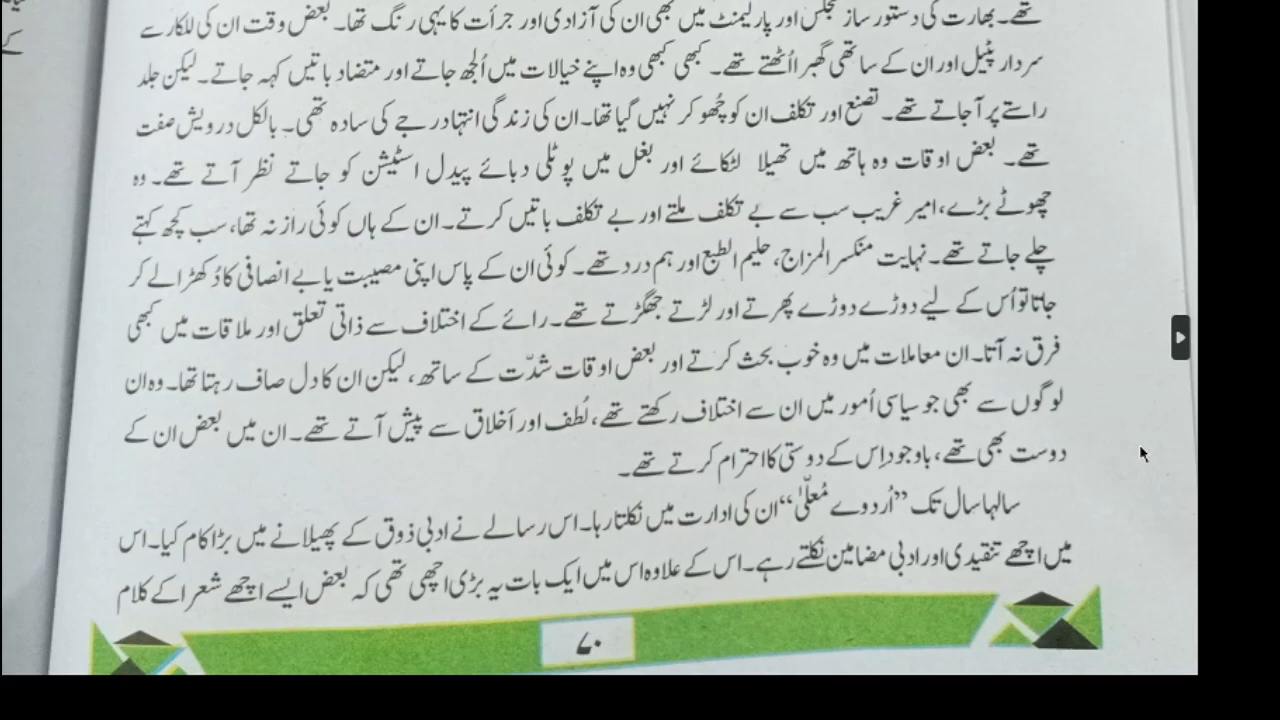 تھے۔ بھارت کی دستور ساز مجلس اور پارلیمنٹ میں بھی ان کی آزادی اور جرأت کا یہی رنگ تھا۔ بعض وقت ان کی للکار سے
سردار پٹیل اور ان کے ساتھی گھبرا اُٹھتے تھے۔ کبھی کبھی وہ اپنے خیالات میں اُلجھ جاتے اور متضاد باتیں کہہ جاتے۔ لیکن جلد
راستے پر آ جاتے تھے۔ تصنع اور تکلف ان کو چُھو کر نہیں گیا تھا۔ ان کی زندگی انتہا درجے کی سادہ تھی۔ بالکل درویش صفت
تھے۔ بعض اوقات وہ ہاتھ میں تھیلا لٹکائے اور بغل میں پوٹلی دبائے پیدل اسٹیشن کو جاتے نظر آتے تھے۔ وہ
چھوٹے بڑے، امیر غریب سب سے بے تکلف ملتے اور بے تکلف باتیں کرتے۔ ان کے ہاں کوئی راز نہ تھا، سب کچھ کہتے
چلے جاتے تھے۔ نہایت منکسر المزاج، حلیم الطبع اور ہم درد تھے۔ کوئی ان کے پاس اپنی مصیبت یا بے انصافی کا دُکھڑا لے کر
جاتا تو اُس کے لیے دوڑے دوڑے پھرتے اور لڑتے جھگڑتے تھے۔ رائے کے اختلاف سے ذاتی تعلق اور ملاقات میں کبھی
فرق نہ آتا۔ ان معاملات میں وہ خوب بحث کرتے اور بعض اوقات شدّت کے ساتھ، لیکن ان کا دل صاف رہتا تھا۔ وہ ان
لوگوں سے بھی جو سیاسی اُمور میں ان سے اختلاف رکھتے تھے، لُطف اور اَخلاق سے پیش آتے تھے۔ ان میں بعض ان کے
دوست بھی تھے، باوجود اِس کے دوستی کا احترام کرتے تھے۔
سالہا سال تک ”اُردوے مُعلّیٰ“ ان کی ادارت میں نکلتا رہا۔ اس رسالے نے ادبی ذوق کے پھیلانے میں بڑا کام کیا۔ اس
میں اچھے تنقیدی اور ادبی مضامین نکلتے رہے۔ اس کے علاوہ اس میں ایک بات یہ بڑی اچھی تھی کہ بعض ایسے اچھے شعرا کے کلام
۷۰